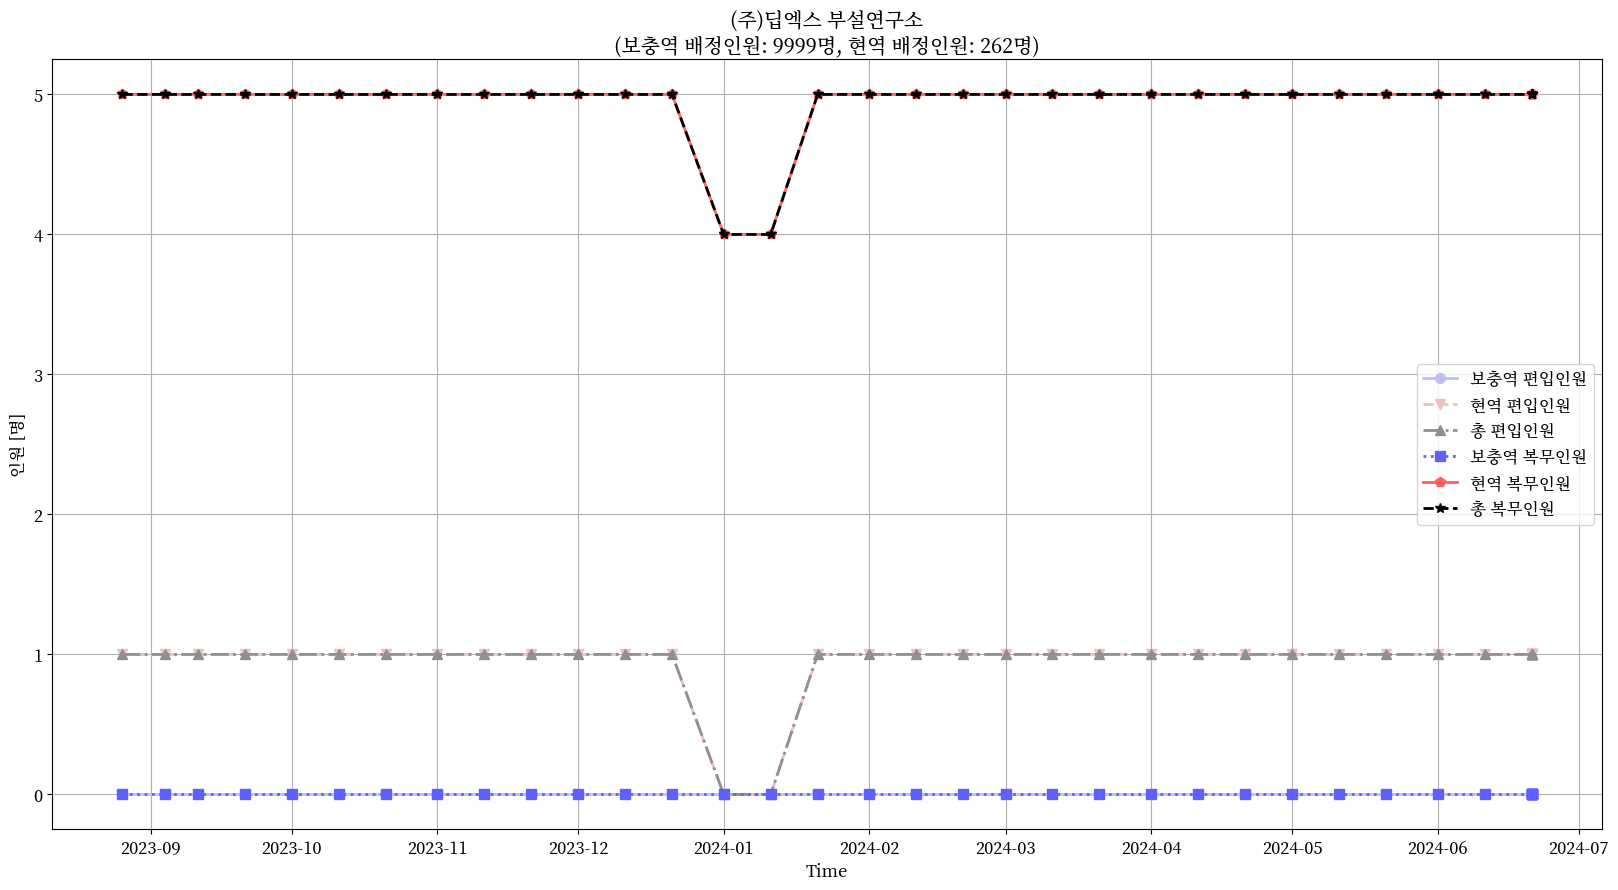 (주)딥엑스 부설연구소
(보충역 배정인원: 9999명, 현역 배정인원: 262명)
인원 [명]
5
4
3
2
1
0
보충역 편입인원
현역 편입인원
총 편입인원
보충역 복무인원
현역 복무인원
총 복무인원
2023-09 2023-10 2023-11 2023-12 2024-01 2024-02 2024-03 2024-04 2024-05 2024-06 2024-07
Time